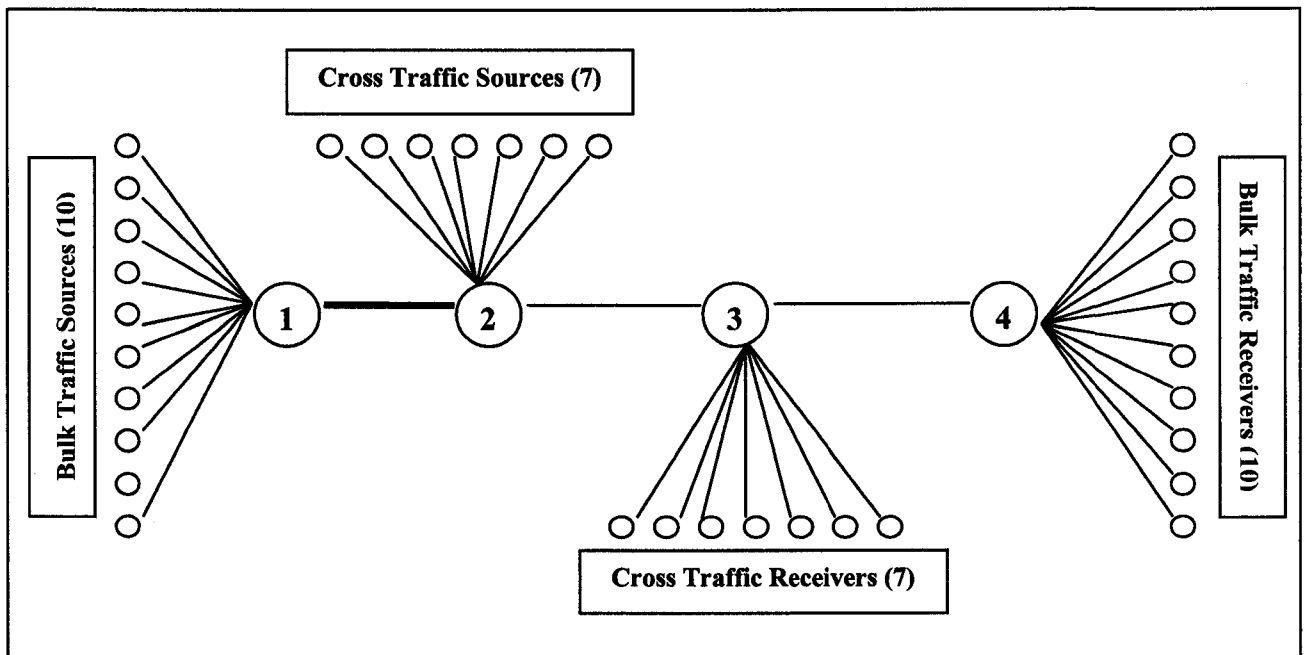 Cross Traffic Sources (7)
Bulk Traffic Sources (10)
Bulk Traffic Receivers (10)
1
2
3
4
Cross Traffic Receivers (7)